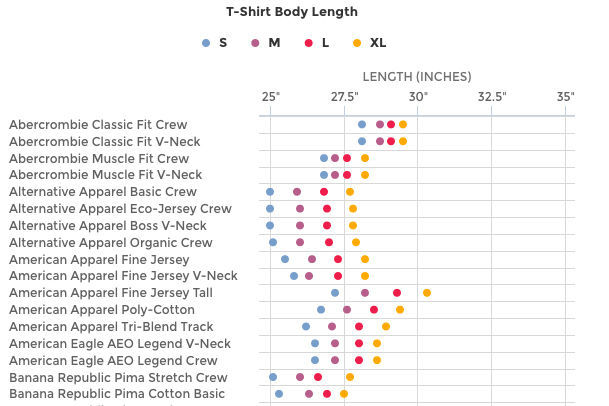 T-Shirt Body Length
S M L XL
LENGTH (INCHES)
25" 27.5" 30" 32.5" 35"
Abercrombie Classic Fit Crew
Abercrombie Classic Fit V-Neck
Abercrombie Muscle Fit Crew
Abercrombie Muscle Fit V-Neck
Alternative Apparel Basic Crew
Alternative Apparel Eco-Jersey Crew
Alternative Apparel Boss V-Neck
Alternative Apparel Organic Crew
American Apparel Fine Jersey
American Apparel Fine Jersey V-Neck
American Apparel Fine Jersey Tall
American Apparel Poly-Cotton
American Apparel Tri-Blend Track
American Eagle AEO Legend V-Neck
American Eagle AEO Legend Crew
Banana Republic Pima Stretch Crew
Banana Republic Pima Cotton Basic